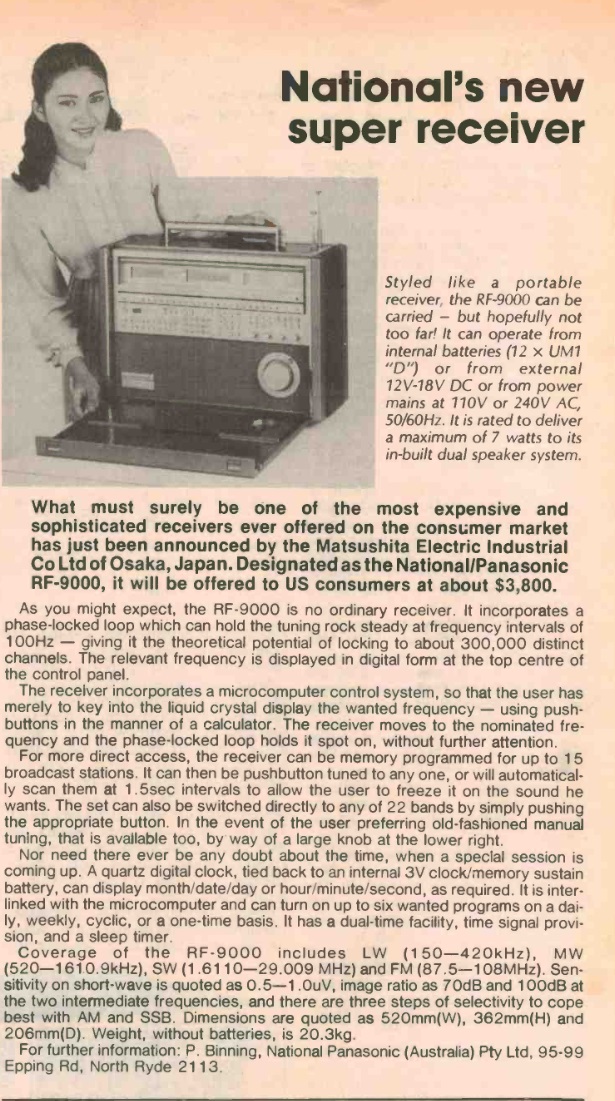 National's new
super receiver
Styled like a portable
receiver, the RF-9000 can be
carried — but hopefully not
too far! It can operate from
internal batteries (12 × UM1
"D") or from external
12V-18V DC or from power
mains at 110V or 240V AC,
50/60Hz. It is rated to deliver
a maximum of 7 watts to its
in-built dual speaker system.
What must surely be one of the most expensive and
sophisticated receivers ever offered on the consumer market
has just been announced by the Matsushita Electric Industrial
Co Ltd of Osaka, Japan. Designated as the National/Panasonic
RF-9000, it will be offered to US consumers at about $3,800.
As you might expect, the RF-9000 is no ordinary receiver. It incorporates a
phase-locked loop which can hold the tuning rock steady at frequency intervals of
100Hz — giving it the theoretical potential of locking to about 300,000 distinct
channels. The relevant frequency is displayed in digital form at the top centre of
the control panel.
The receiver incorporates a microcomputer control system, so that the user has
merely to key into the liquid crystal display the wanted frequency — using push-
buttons in the manner of a calculator. The receiver moves to the nominated fre-
quency and the phase-locked loop holds it spot on, without further attention.
For more direct access, the receiver can be memory programmed for up to 15
broadcast stations. It can then be pushbutton tuned to any one, or will automatical-
ly scan them at 1.5sec intervals to allow the user to freeze it on the sound he
wants. The set can also be switched directly to any of 22 bands by simply pushing
the appropriate button. In the event of the user preferring old-fashioned manual
tuning, that is available too, by way of a large knob at the lower right.
Nor need there ever be any doubt about the time, when a special session is
coming up. A quartz digital clock, tied back to an internal 3V clock/memory sustain
battery, can display month/date/day or hour/minute/second, as required. It is inter-
linked with the microcomputer and can turn on up to six wanted programs on a dai-
ly, weekly, cyclic, or a one-time basis. It has a dual-time facility, time signal provi-
sion, and a sleep timer.
Coverage of the RF-9000 includes LW (150—420kHz), MW
(520—1610.9kHz), SW (1.6110—29.009 MHz) and FM (87.5—108MHz). Sen-
sitivity on short-wave is quoted as 0.5—1.0uV, image ratio as 70dB and 100dB at
the two intermediate frequencies, and there are three steps of selectivity to cope
best with AM and SSB. Dimensions are quoted as 520mm(W), 362mm(H) and
206mm(D). Weight, without batteries, is 20.3kg.
For further information: P. Binning, National Panasonic (Australia) Pty Ltd, 95-99
Epping Rd, North Ryde 2113.